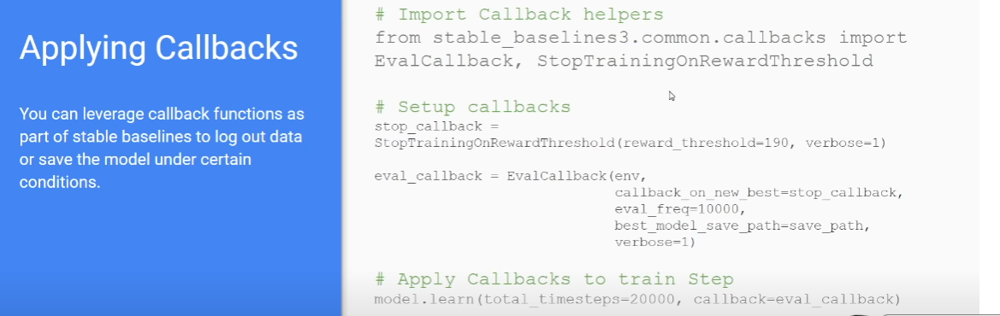 Applying Callbacks
You can leverage callback functions as
part of stable baselines to log out data
or save the model under certain
conditions.
# Import Callback helpers
from stable_baselines3.common.callbacks import
EvalCallback, StopTrainingOnRewardThreshold
# Setup callbacks
stop_callback =
StopTrainingOnRewardThreshold(reward_threshold=190, verbose=1)
eval_callback = EvalCallback(env,
callback_on_new_best=stop_callback,
eval_freq=10000,
best_model_save_path=save_path,
verbose=1)
# Apply Callbacks to train Step
model.learn(total_timesteps=20000, callback=eval_callback)